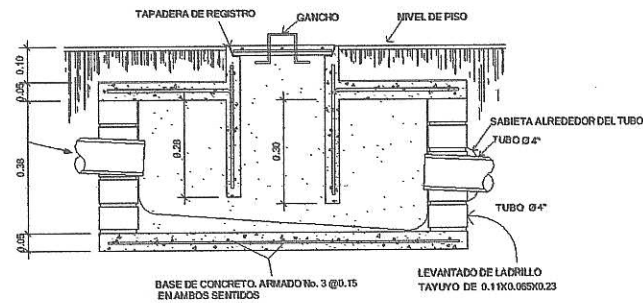 TAPADERA DE REGISTRO
GANCHO
NIVEL DE PISO
0.10
0.05
0.38
0.05
0.28
0.30
SABIETA ALREDEDOR DEL TUBO
TUBO Ø 4"
TUBO Ø4"
BASE DE CONCRETO. ARMADO No. 3 @0.15
EN AMBOS SENTIDOS
LEVANTADO DE LADRILLO
TAYUYO DE 0.11X0.065X0.23